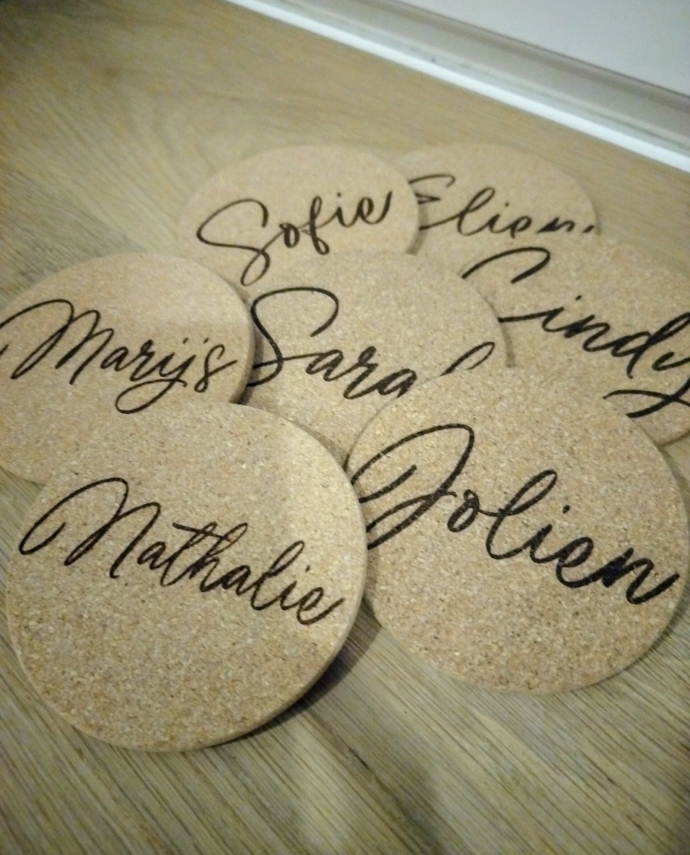 Sofie
Elien
Cindy
Marijs
Sara
Jolien
Nathalie